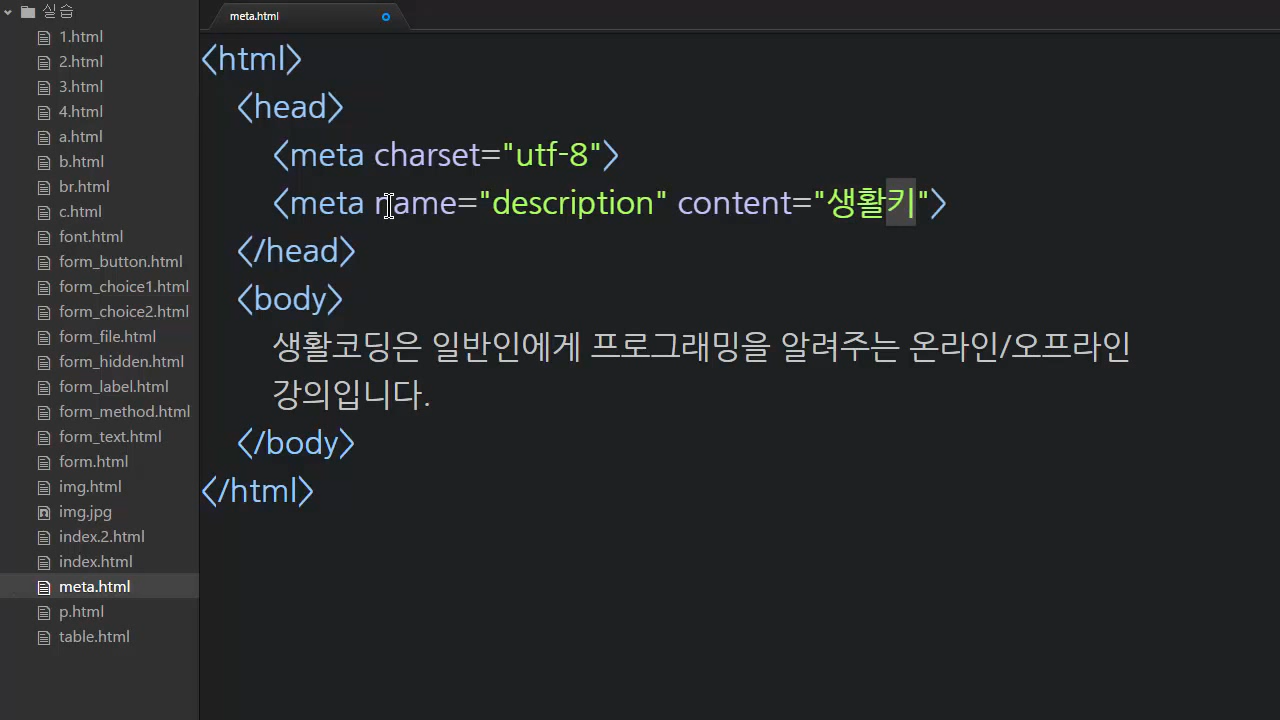 실습
1.html
2.html
3.html
4.html
a.html
b.html
br.html
c.html
font.html
form_button.html
form_choice1.html
form_choice2.html
form_file.html
form_hidden.html
form_label.html
form_method.html
form_text.html
form.html
img.html
img.jpg
index.2.html
index.html
meta.html
p.html
table.html
meta.html
<html>
<head>
<meta charset="utf-8">
<meta name="description" content="생활키">
</head>
<body>
생활코딩은 일반인에게 프로그래밍을 알려주는 온라인/오프라인
강의입니다.
</body>
</html>